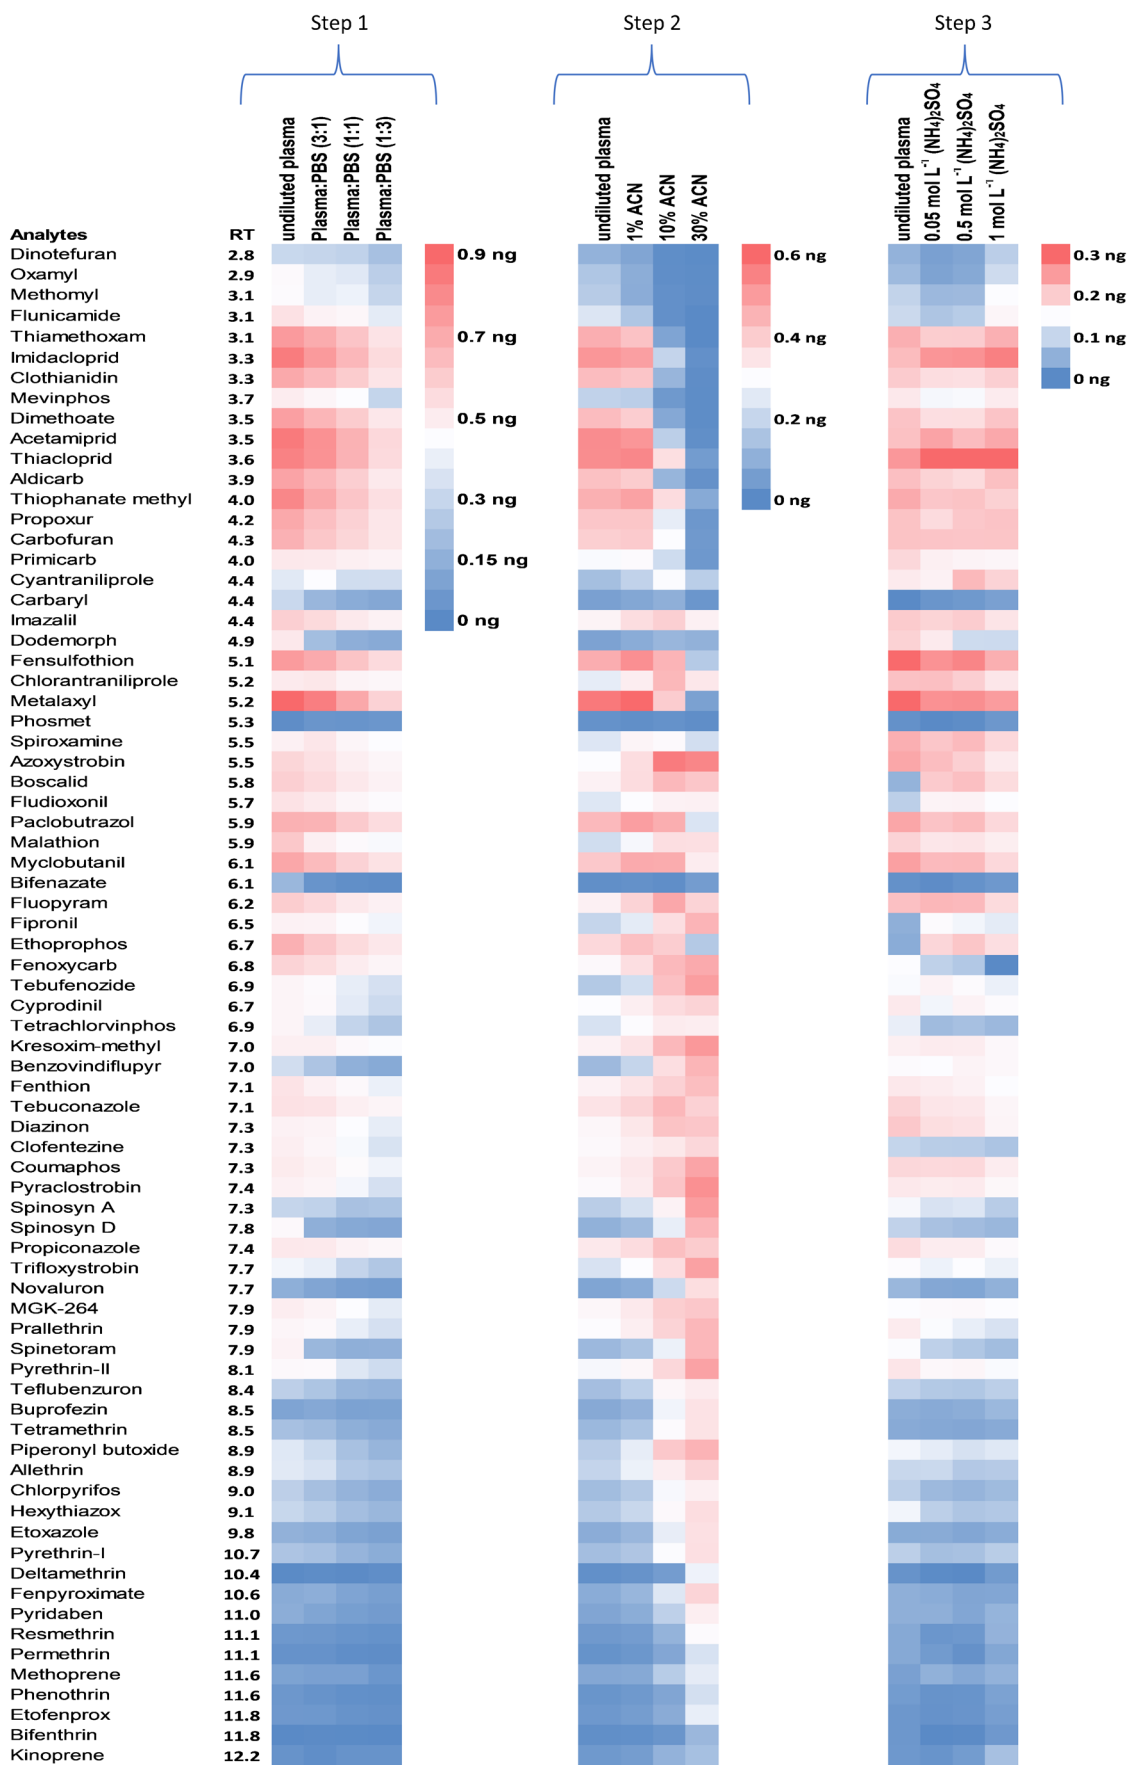 Step 1
Step 2
Step 3
undiluted plasma
Plasma:PBS (3:1)
Plasma:PBS (1:1)
Plasma:PBS (1:3)
undiluted plasma
1% ACN
10% ACN
30% ACN
undiluted plasma
0.05 mol L⁻¹ (NH₄)₂SO₄
0.5 mol L⁻¹ (NH₄)₂SO₄
1 mol L⁻¹ (NH₄)₂SO₄
Analytes RT
Dinotefuran 2.8
Oxamyl 2.9
Methomyl 3.1
Flunicamide 3.1
Thiamethoxam 3.1
Imidacloprid 3.3
Clothianidin 3.3
Mevinphos 3.7
Dimethoate 3.5
Acetamiprid 3.5
Thiacloprid 3.6
Aldicarb 3.9
Thiophanate methyl 4.0
Propoxur 4.2
Carbofuran 4.3
Primicarb 4.0
Cyantraniliprole 4.4
Carbaryl 4.4
Imazalil 4.4
Dodemorph 4.9
Fensulfothion 5.1
Chlorantraniliprole 5.2
Metalaxyl 5.2
Phosmet 5.3
Spiroxamine 5.5
Azoxystrobin 5.5
Boscalid 5.8
Fludioxonil 5.7
Paclobutrazol 5.9
Malathion 5.9
Myclobutanil 6.1
Bifenazate 6.1
Fluopyram 6.2
Fipronil 6.5
Ethoprophos 6.7
Fenoxycarb 6.8
Tebufenozide 6.9
Cyprodinil 6.7
Tetrachlorvinphos 6.9
Kresoxim-methyl 7.0
Benzovindiflupyr 7.0
Fenthion 7.1
Tebuconazole 7.1
Diazinon 7.3
Clofentezine 7.3
Coumaphos 7.3
Pyraclostrobin 7.4
Spinosyn A 7.3
Spinosyn D 7.8
Propiconazole 7.4
Trifloxystrobin 7.7
Novaluron 7.7
MGK-264 7.9
Prallethrin 7.9
Spinetoram 7.9
Pyrethrin-II 8.1
Teflubenzuron 8.4
Buprofezin 8.5
Tetramethrin 8.5
Piperonyl butoxide 8.9
Allethrin 8.9
Chlorpyrifos 9.0
Hexythiazox 9.1
Etoxazole 9.8
Pyrethrin-I 10.7
Deltamethrin 10.4
Fenpyroximate 10.6
Pyridaben 11.0
Resmethrin 11.1
Permethrin 11.1
Methoprene 11.6
Phenothrin 11.6
Etofenprox 11.8
Bifenthrin 11.8
Kinoprene 12.2
0.9 ng
0.7 ng
0.5 ng
0.3 ng
0.15 ng
0 ng
0.6 ng
0.4 ng
0.2 ng
0 ng
0.3 ng
0.2 ng
0.1 ng
0 ng